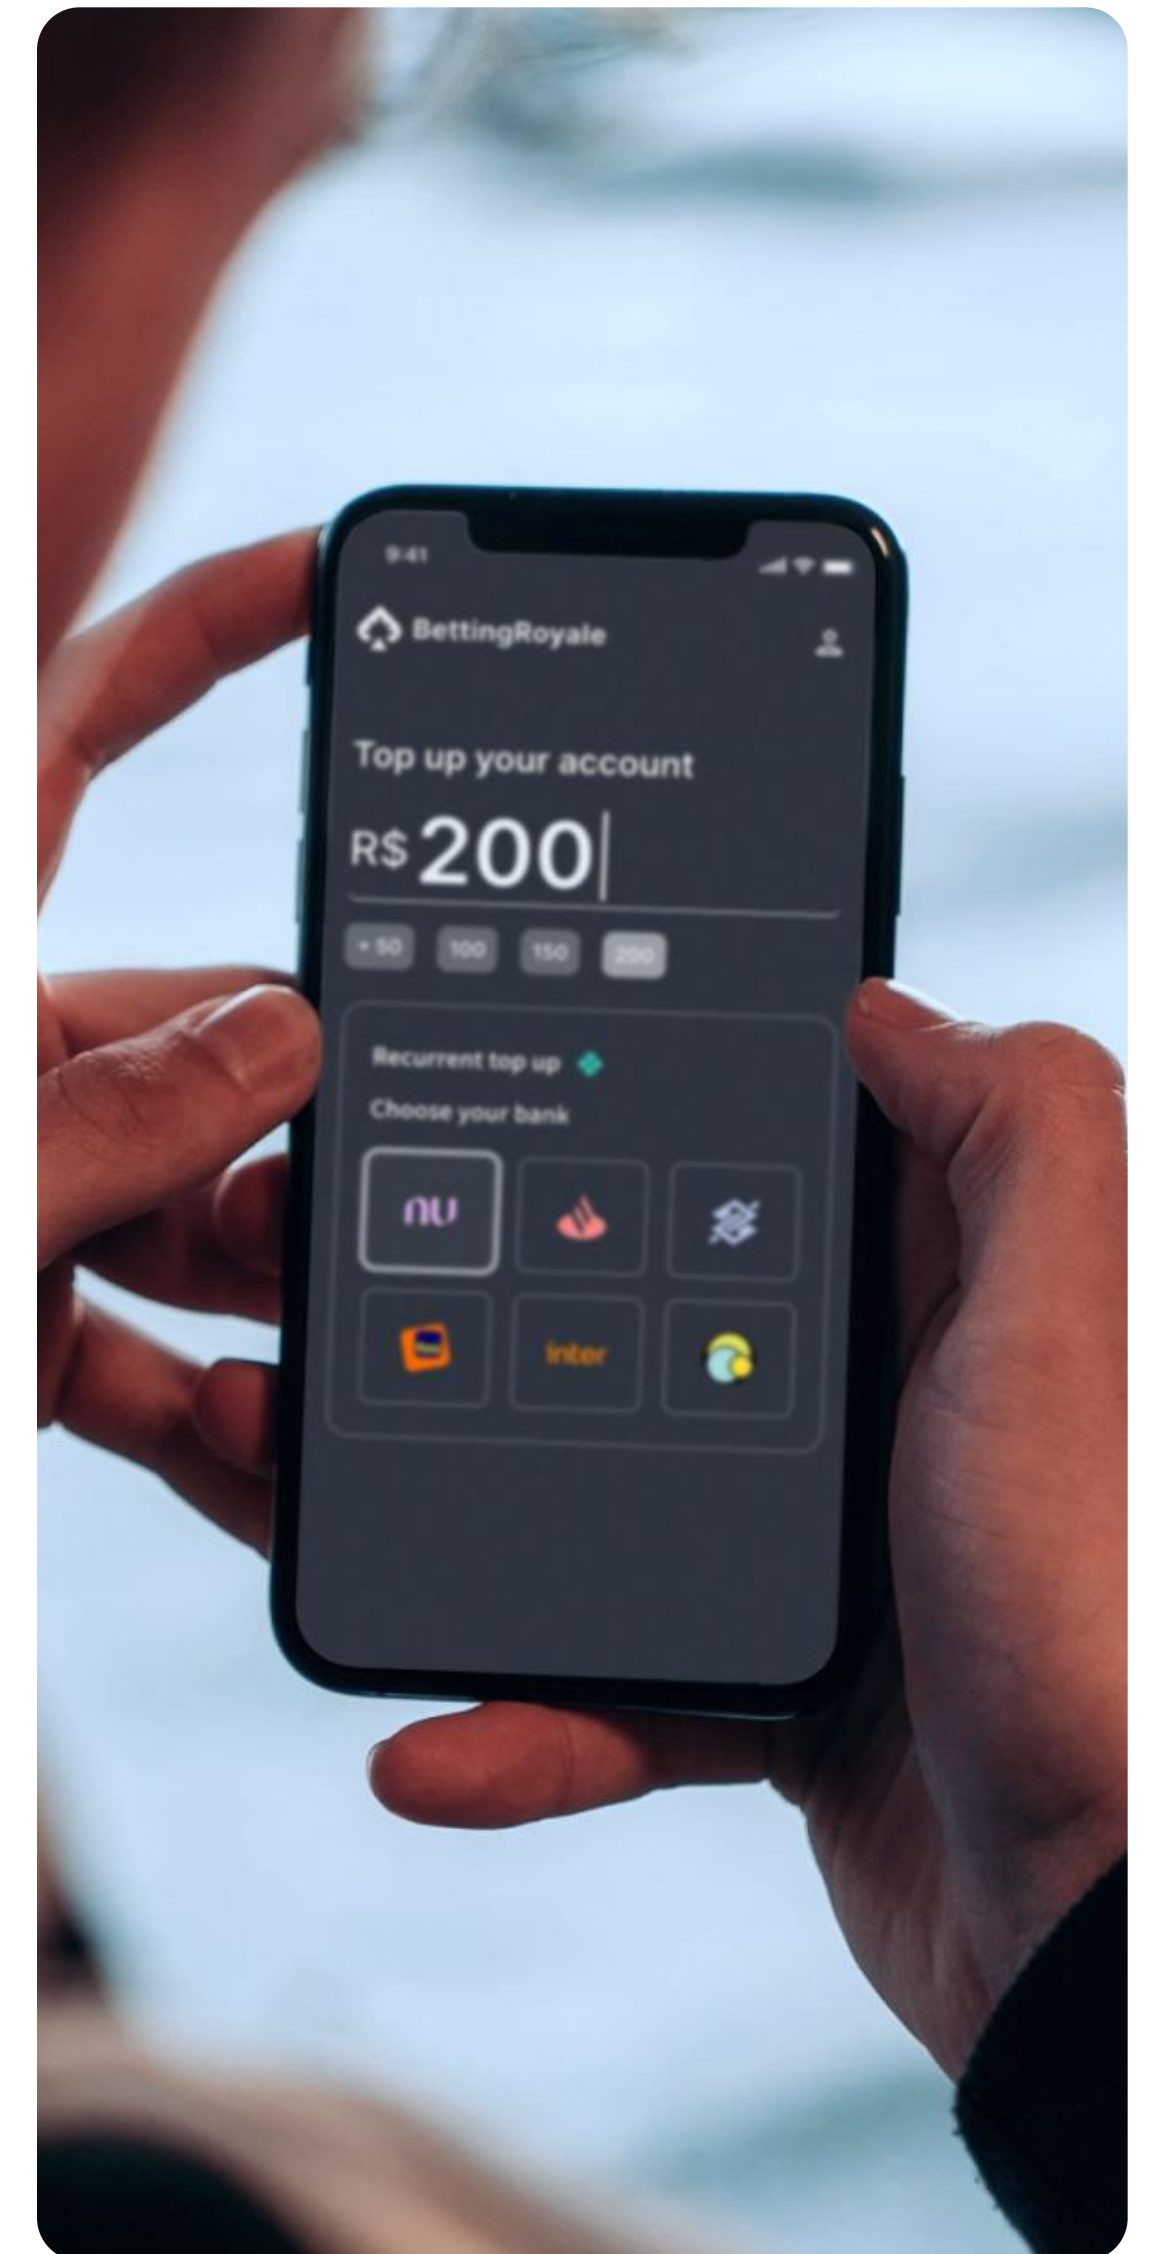 9:41
BettingRoyale
Top up your account
R$ 200
+ 50 100 150 200
Recurrent top up
Choose your bank
nu
inter